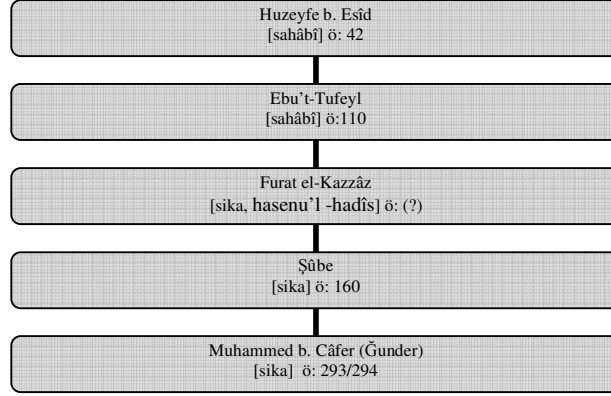 Huzeyfe b. Esîd
[sahâbî] ö: 42
Ebu't-Tufeyl
[sahâbî] ö:110
Furat el-Kazzâz
[sika, hasenu'l -hadîs] ö: (?)
Şûbe
[sika] ö: 160
Muhammed b. Câfer (Ğunder)
[sika] ö: 293/294